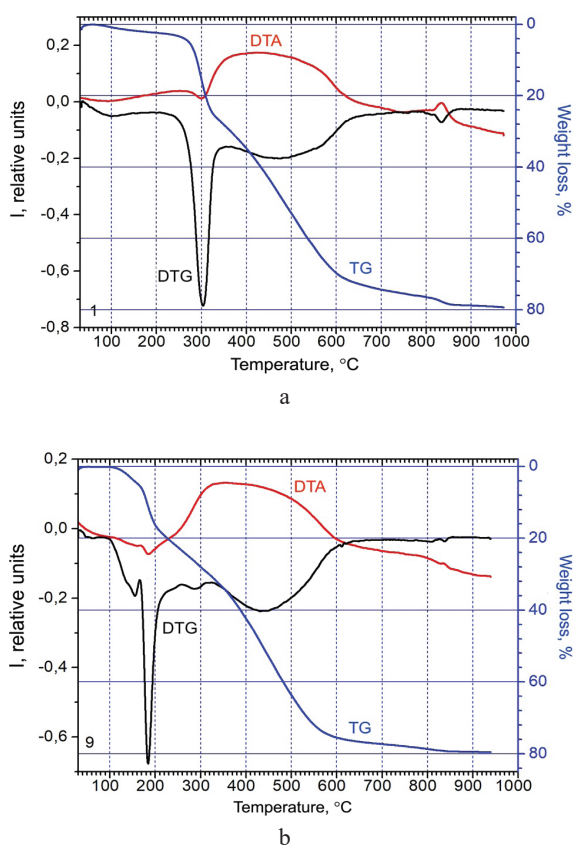 0,2
0,0
-0,2
-0,4
-0,6
-0,8
I, relative units
DTA
DTG
TG
1
0
20
40
60
80
Weight loss, %
100 200 300 400 500 600 700 800 900 1000
Temperature, °C
a
0,2
0,0
-0,2
-0,4
-0,6
I, relative units
DTA
DTG
TG
9
0
20
40
60
80
Weight loss, %
100 200 300 400 500 600 700 800 900 1000
Temperature, °C
b